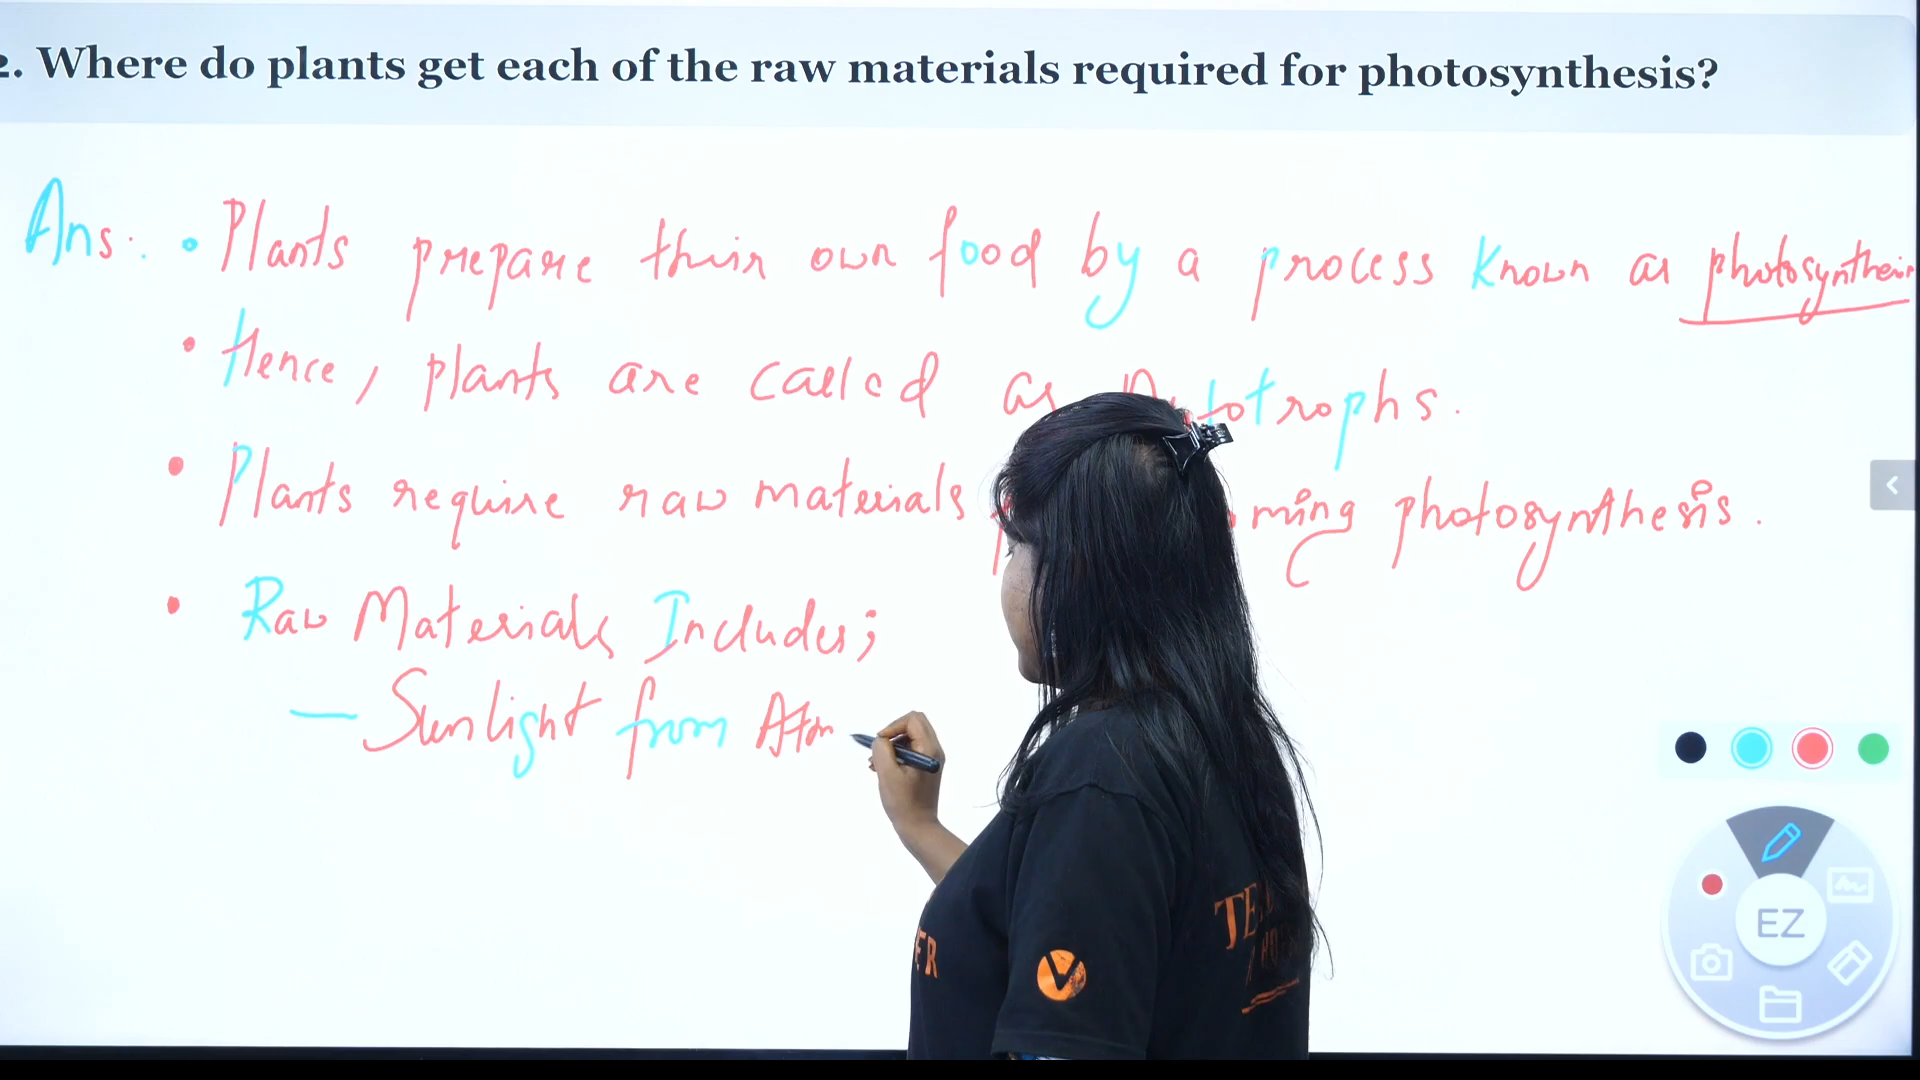 2. Where do plants get each of the raw materials required for photosynthesis?
Ans:. • Plants prepare their own food by a process known as photosynthesis
• Hence, plants are called as Autotrophs.
• Plants require raw materials photosynthesis.
• Raw Materials Includes;
— Sunlight from Atm
EZ